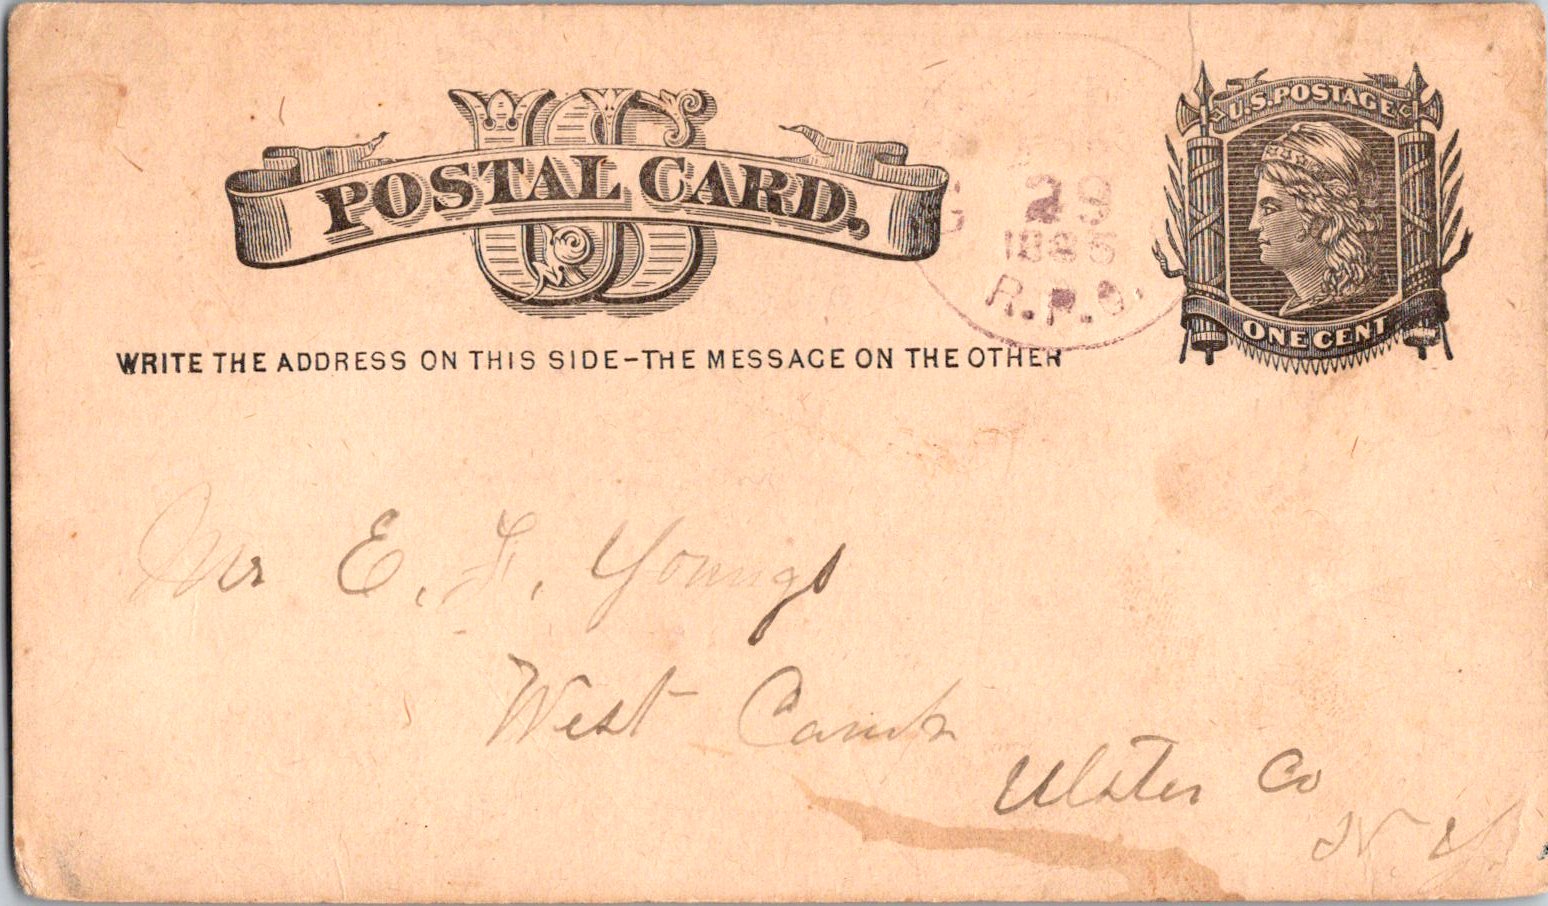 US
POSTAL CARD,
U.S. POSTAGE
ONE CENT
29
1885
R.P.O.
WRITE THE ADDRESS ON THIS SIDE-THE MESSAGE ON THE OTHER
Mr E. F. Youngs
West Camp
Ulster Co
N Y